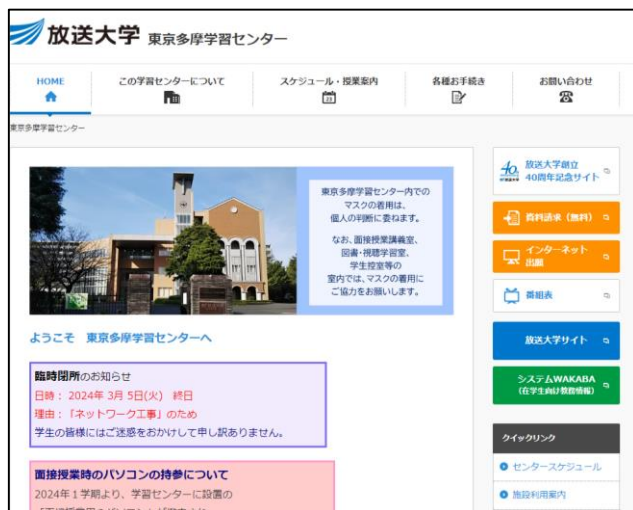 放送大学 東京多摩学習センター
HOME
この学習センターについて
スケジュール・授業案内
各種お手続き
お問い合わせ
東京多摩学習センター
東京多摩学習センター内での
マスクの着用は、
個人の判断に委ねます。
なお、面接授業講義室、
図書・視聴学習室、
学生控室等の
室内では、マスクの着用に
ご協力をお願いします。
ようこそ 東京多摩学習センターへ
臨時閉所のお知らせ
日時： 2024年 3月 5日(火) 終日
理由：「ネットワーク工事」のため
学生の皆様にはご迷惑をおかけして申し訳ありません。
面接授業時のパソコンの持参について
2024年１学期より、学習センターに設置の
放送大学創立
40周年記念サイト
資料請求（無料）
インターネット
出願
番組表
放送大学サイト
システムWAKABA
(在学生向け教務情報)
クイックリンク
センタースケジュール
施設利用案内